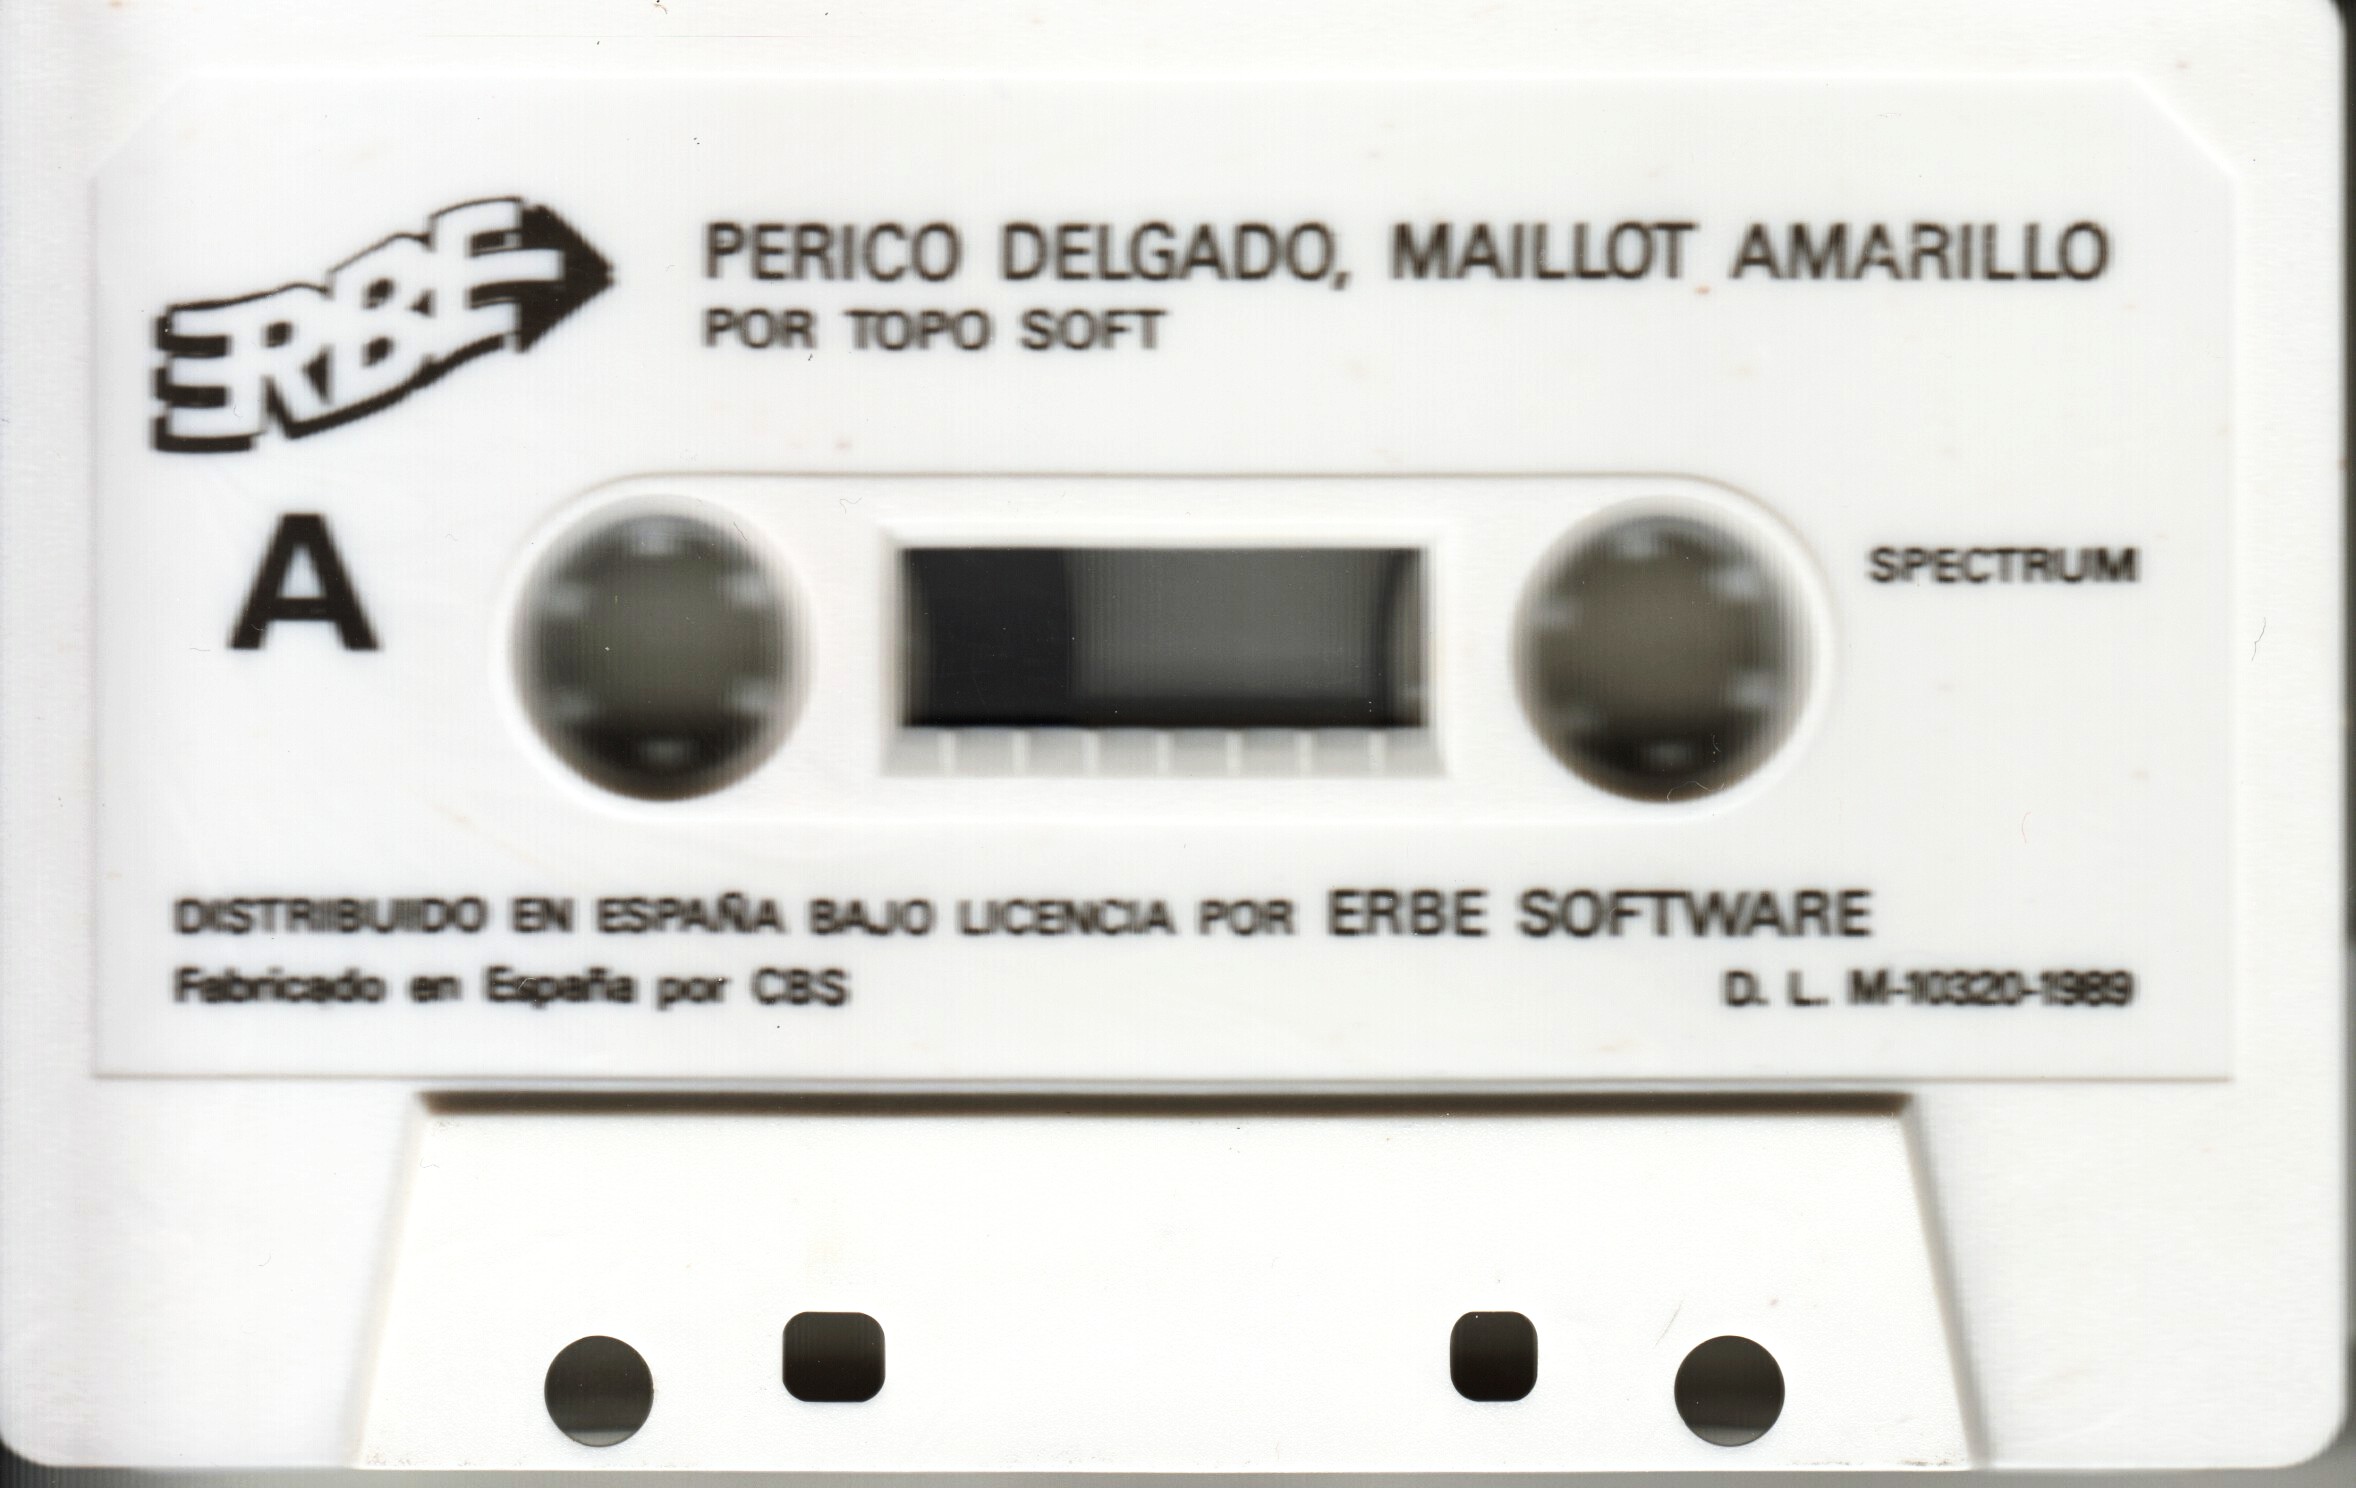 ERBE
PERICO DELGADO, MAILLOT AMARILLO
POR TOPO SOFT
A
SPECTRUM
DISTRIBUIDO EN ESPAÑA BAJO LICENCIA POR ERBE SOFTWARE
Fabricado en España por CBS
D. L. M-10320-1989